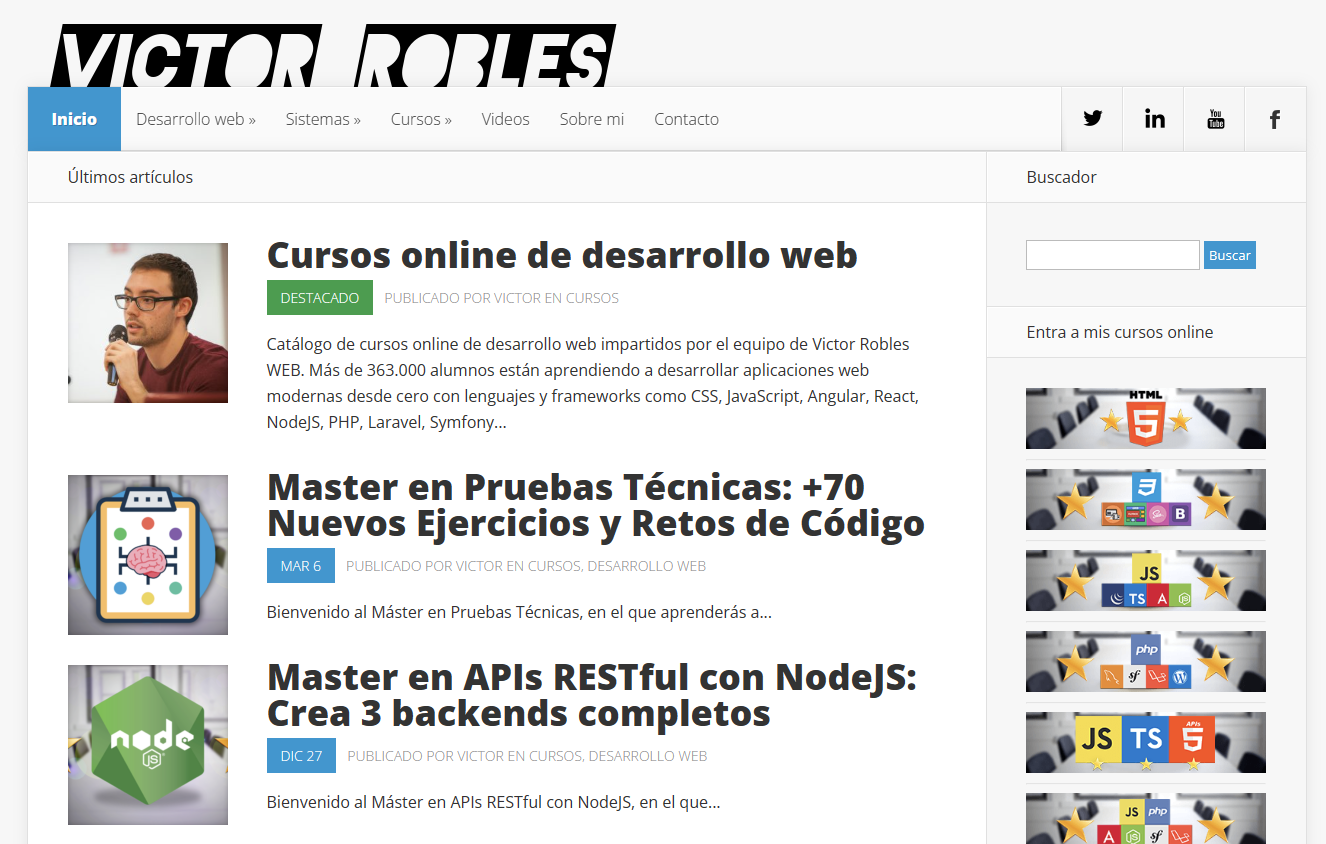 VICTOR ROBLES
Inicio
Desarrollo web »
Sistemas »
Cursos »
Videos
Sobre mi
Contacto
You
Tube
Últimos artículos
Cursos online de desarrollo web
DESTACADO PUBLICADO POR VICTOR EN CURSOS
Catálogo de cursos online de desarrollo web impartidos por el equipo de Victor Robles
WEB. Más de 363.000 alumnos están aprendiendo a desarrollar aplicaciones web
modernas desde cero con lenguajes y frameworks como CSS, JavaScript, Angular, React,
NodeJS, PHP, Laravel, Symfony...
Master en Pruebas Técnicas: +70
Nuevos Ejercicios y Retos de Código
MAR 6 PUBLICADO POR VICTOR EN CURSOS, DESARROLLO WEB
Bienvenido al Máster en Pruebas Técnicas, en el que aprenderás a...
node
JS
Master en APIs RESTful con NodeJS:
Crea 3 backends completos
DIC 27 PUBLICADO POR VICTOR EN CURSOS, DESARROLLO WEB
Bienvenido al Máster en APIs RESTful con NodeJS, en el que...
Buscador
Buscar
Entra a mis cursos online
HTML
5
3
B
JS
TS A
php
sf
JS TS APIs 5
JS php
A sf